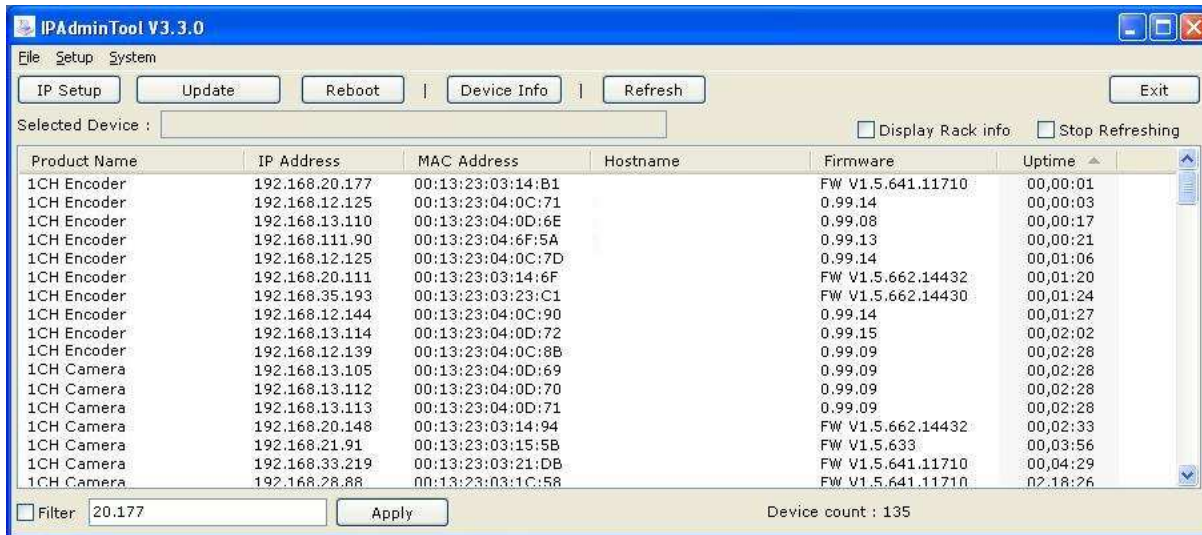 IPAdminTool V3.3.0
File Setup System
IP Setup Update Reboot | Device Info | Refresh Exit
Selected Device : Display Rack info Stop Refreshing
Product Name IP Address MAC Address Hostname Firmware Uptime
1CH Encoder 192.168.20.177 00:13:23:03:14:B1 FW V1.5.641.11710 00,00:01
1CH Encoder 192.168.12.125 00:13:23:04:0C:71 0.99.14 00,00:03
1CH Encoder 192.168.13.110 00:13:23:04:0D:6E 0.99.08 00,00:17
1CH Encoder 192.168.111.90 00:13:23:04:6F:5A 0.99.13 00,00:21
1CH Encoder 192.168.12.125 00:13:23:04:0C:7D 0.99.14 00,01:06
1CH Encoder 192.168.20.111 00:13:23:03:14:6F FW V1.5.662.14432 00,01:20
1CH Encoder 192.168.35.193 00:13:23:03:23:C1 FW V1.5.662.14430 00,01:24
1CH Encoder 192.168.12.144 00:13:23:04:0C:90 0.99.14 00,01:27
1CH Encoder 192.168.13.114 00:13:23:04:0D:72 0.99.15 00,02:02
1CH Encoder 192.168.12.139 00:13:23:04:0C:8B 0.99.09 00,02:28
1CH Camera 192.168.13.105 00:13:23:04:0D:69 0.99.09 00,02:28
1CH Camera 192.168.13.112 00:13:23:04:0D:70 0.99.09 00,02:28
1CH Camera 192.168.13.113 00:13:23:04:0D:71 0.99.09 00,02:28
1CH Camera 192.168.20.148 00:13:23:03:14:94 FW V1.5.662.14432 00,02:33
1CH Camera 192.168.21.91 00:13:23:03:15:5B FW V1.5.633 00,03:56
1CH Camera 192.168.33.219 00:13:23:03:21:DB FW V1.5.641.11710 00,04:29
1CH Camera 192.168.28.88 00:13:23:03:1C:58 FW V1.5.641.11710 02,18:26
Filter 20.177 Apply Device count : 135